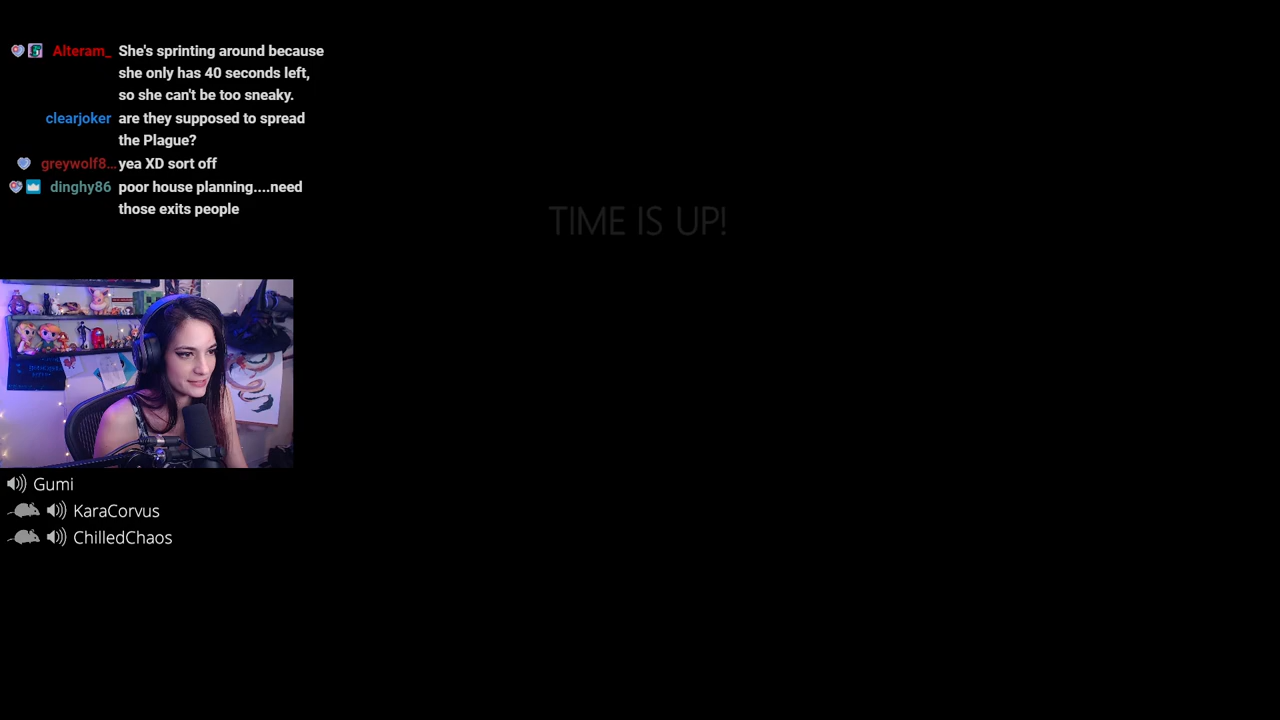 Alteram_ She's sprinting around because
she only has 40 seconds left,
so she can't be too sneaky.
clearjoker are they supposed to spread
the Plague?
greywolf8... yea XD sort off
dinghy86 poor house planning....need
those exits people
TIME IS UP!
Gumi
KaraCorvus
ChilledChaos